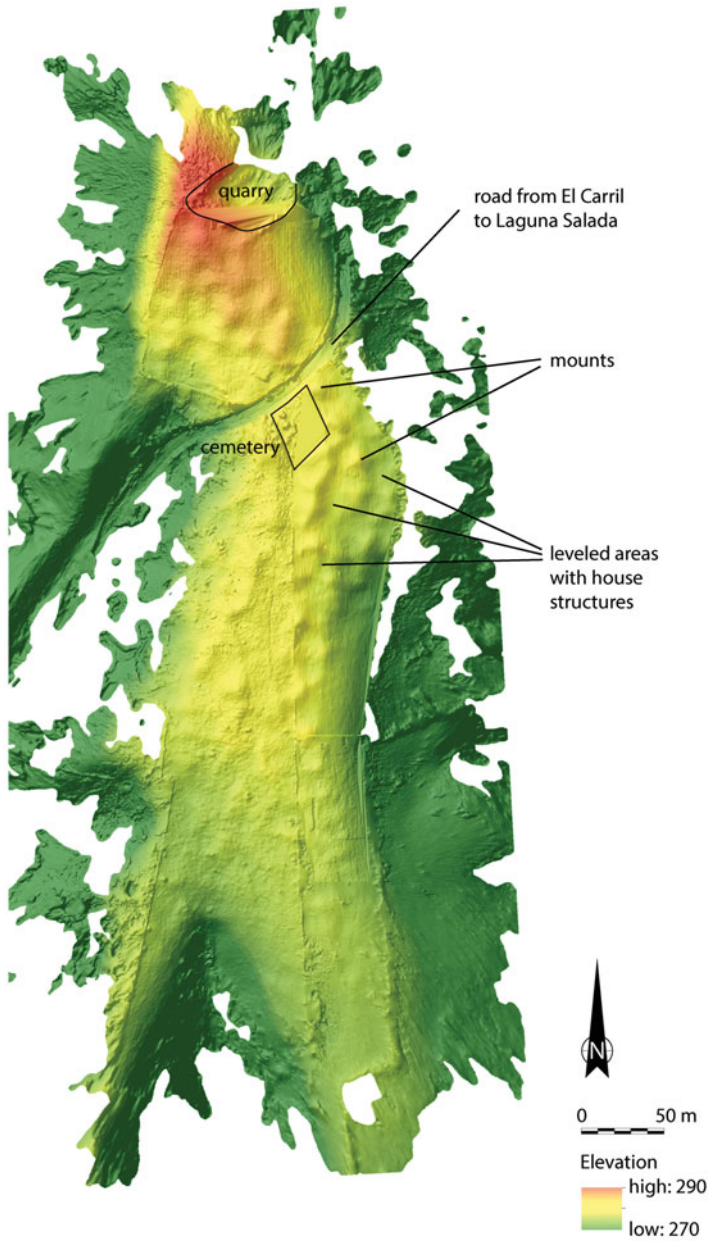 quarry
road from El Carril
to Laguna Salada
mounts
cemetery
leveled areas
with house
structures
N
0 50 m
Elevation
high: 290
low: 270